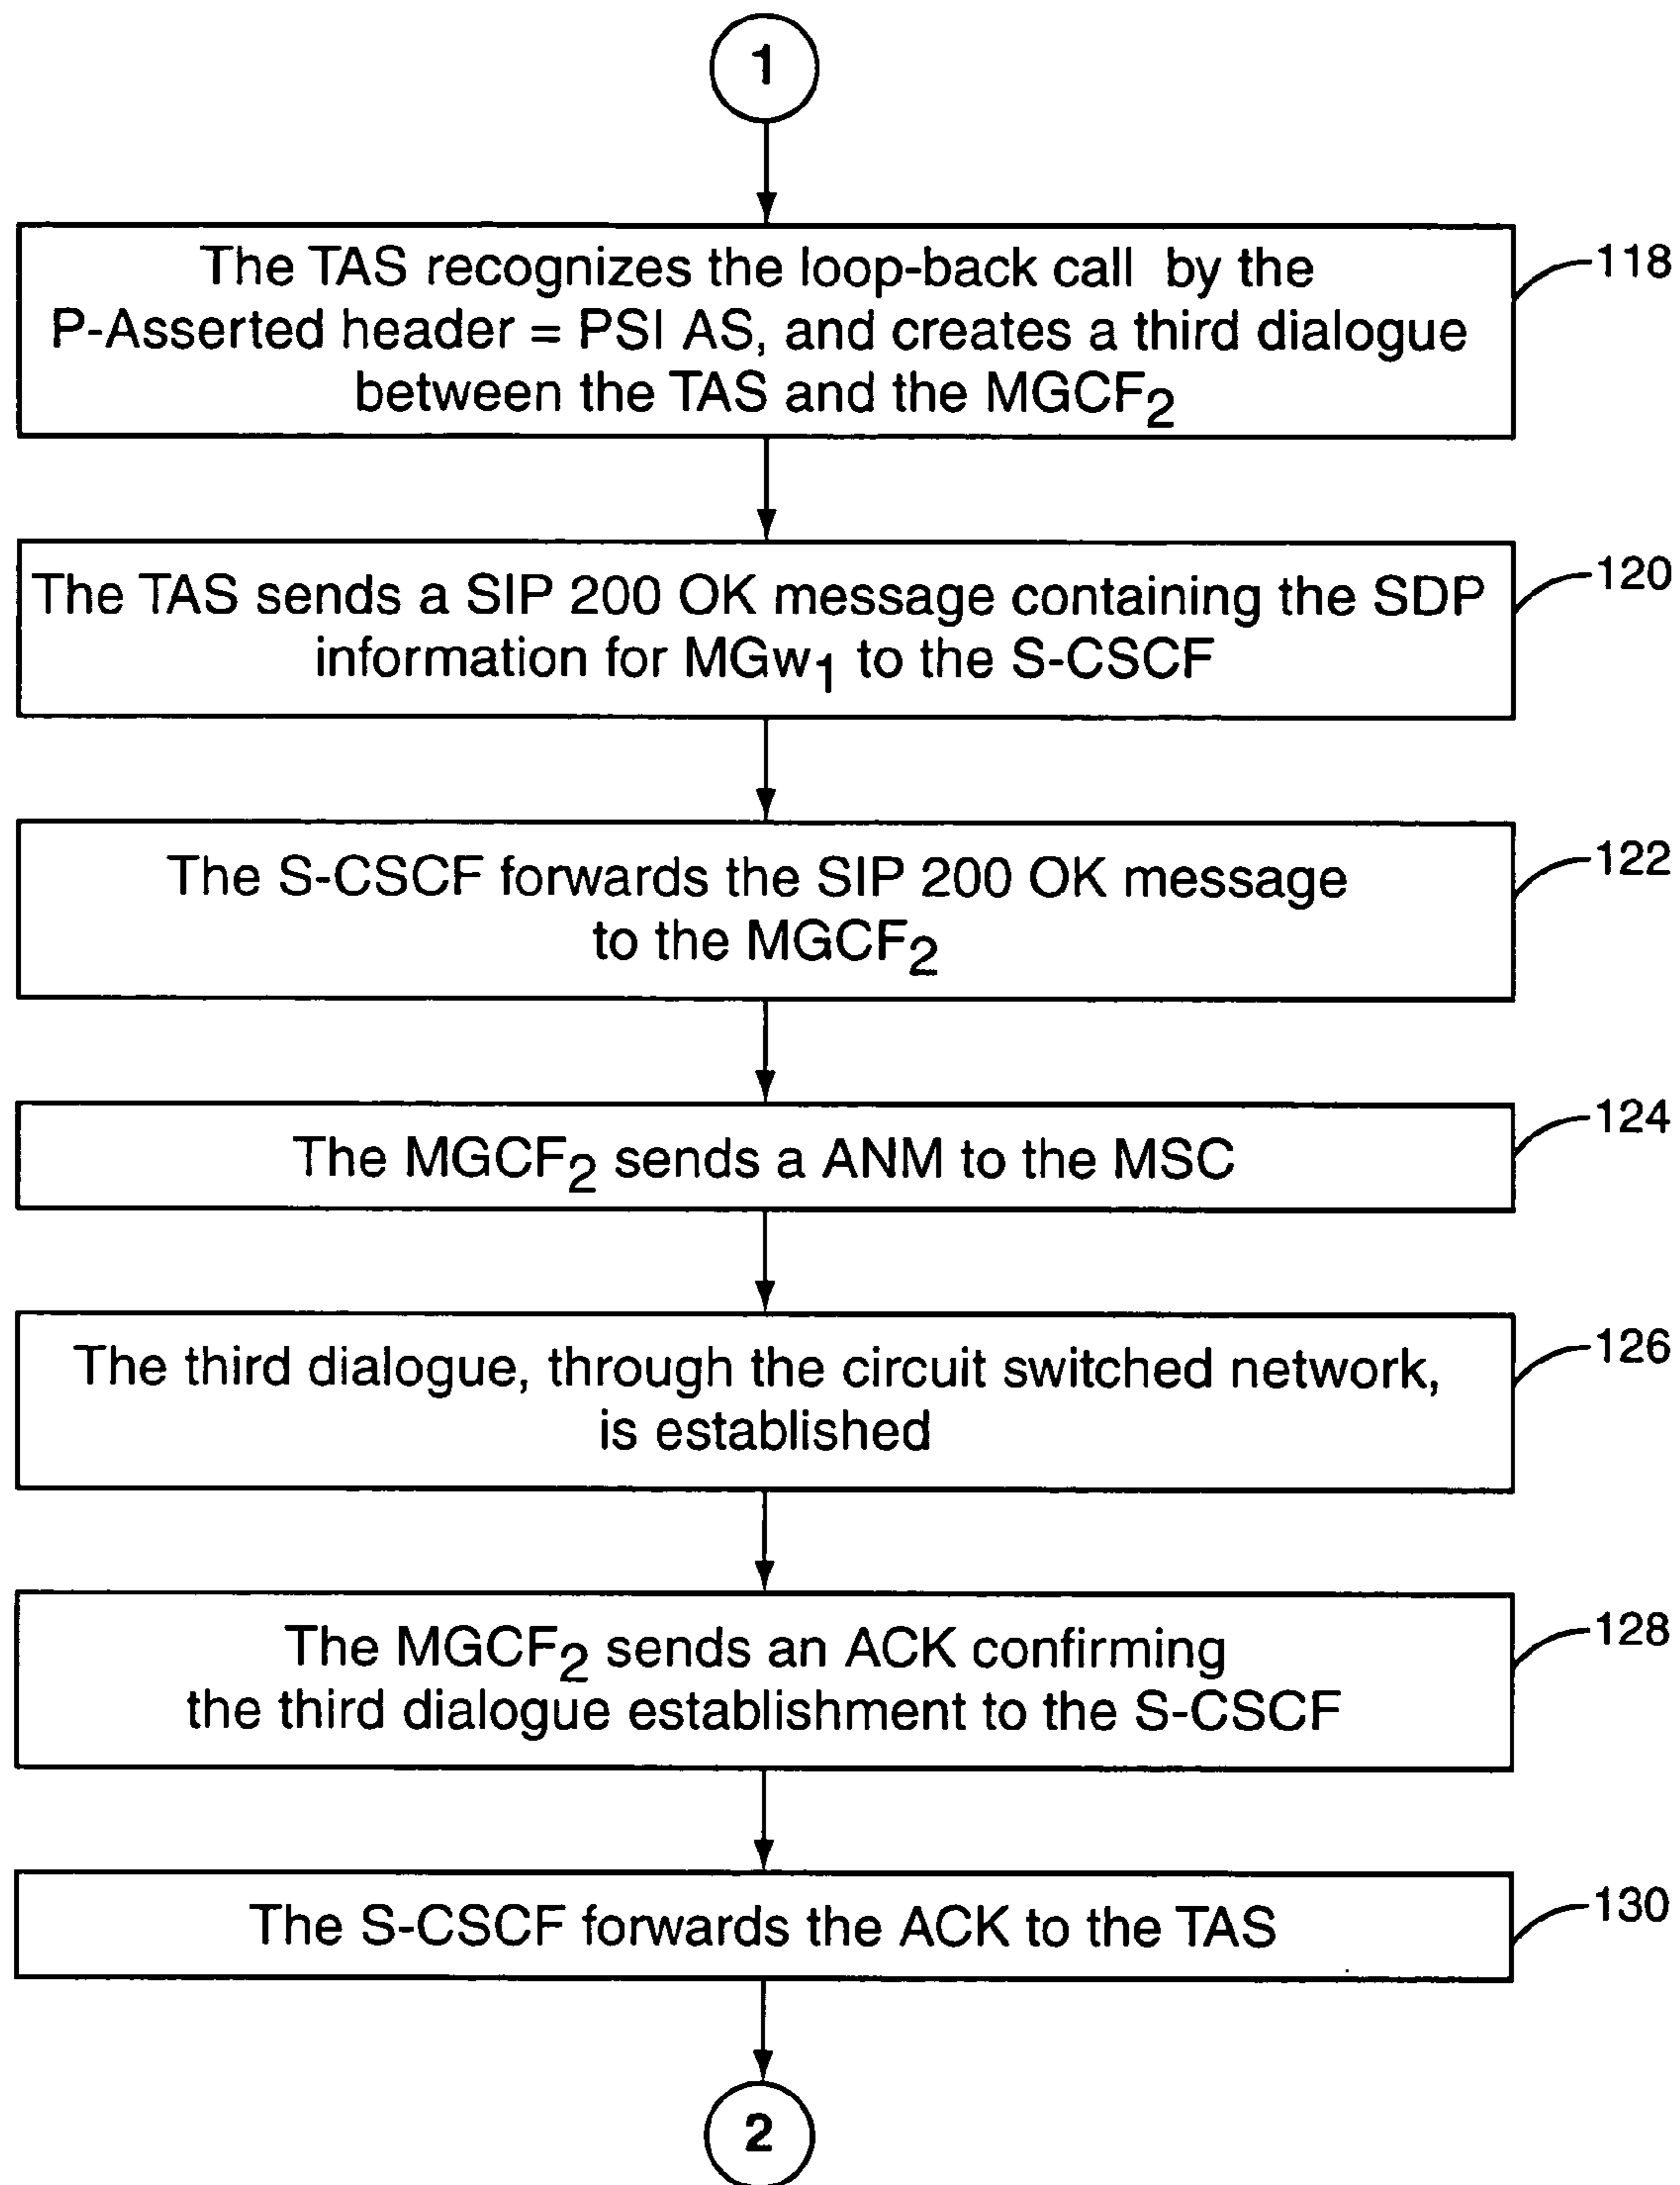 1
The TAS recognizes the loop-back call by the
P-Asserted header = PSI AS, and creates a third dialogue
between the TAS and the MGCF2
118
The TAS sends a SIP 200 OK message containing the SDP
information for MGw1 to the S-CSCF
120
The S-CSCF forwards the SIP 200 OK message
to the MGCF2
122
The MGCF2 sends a ANM to the MSC
124
The third dialogue, through the circuit switched network,
is established
126
The MGCF2 sends an ACK confirming
the third dialogue establishment to the S-CSCF
128
The S-CSCF forwards the ACK to the TAS
130
2